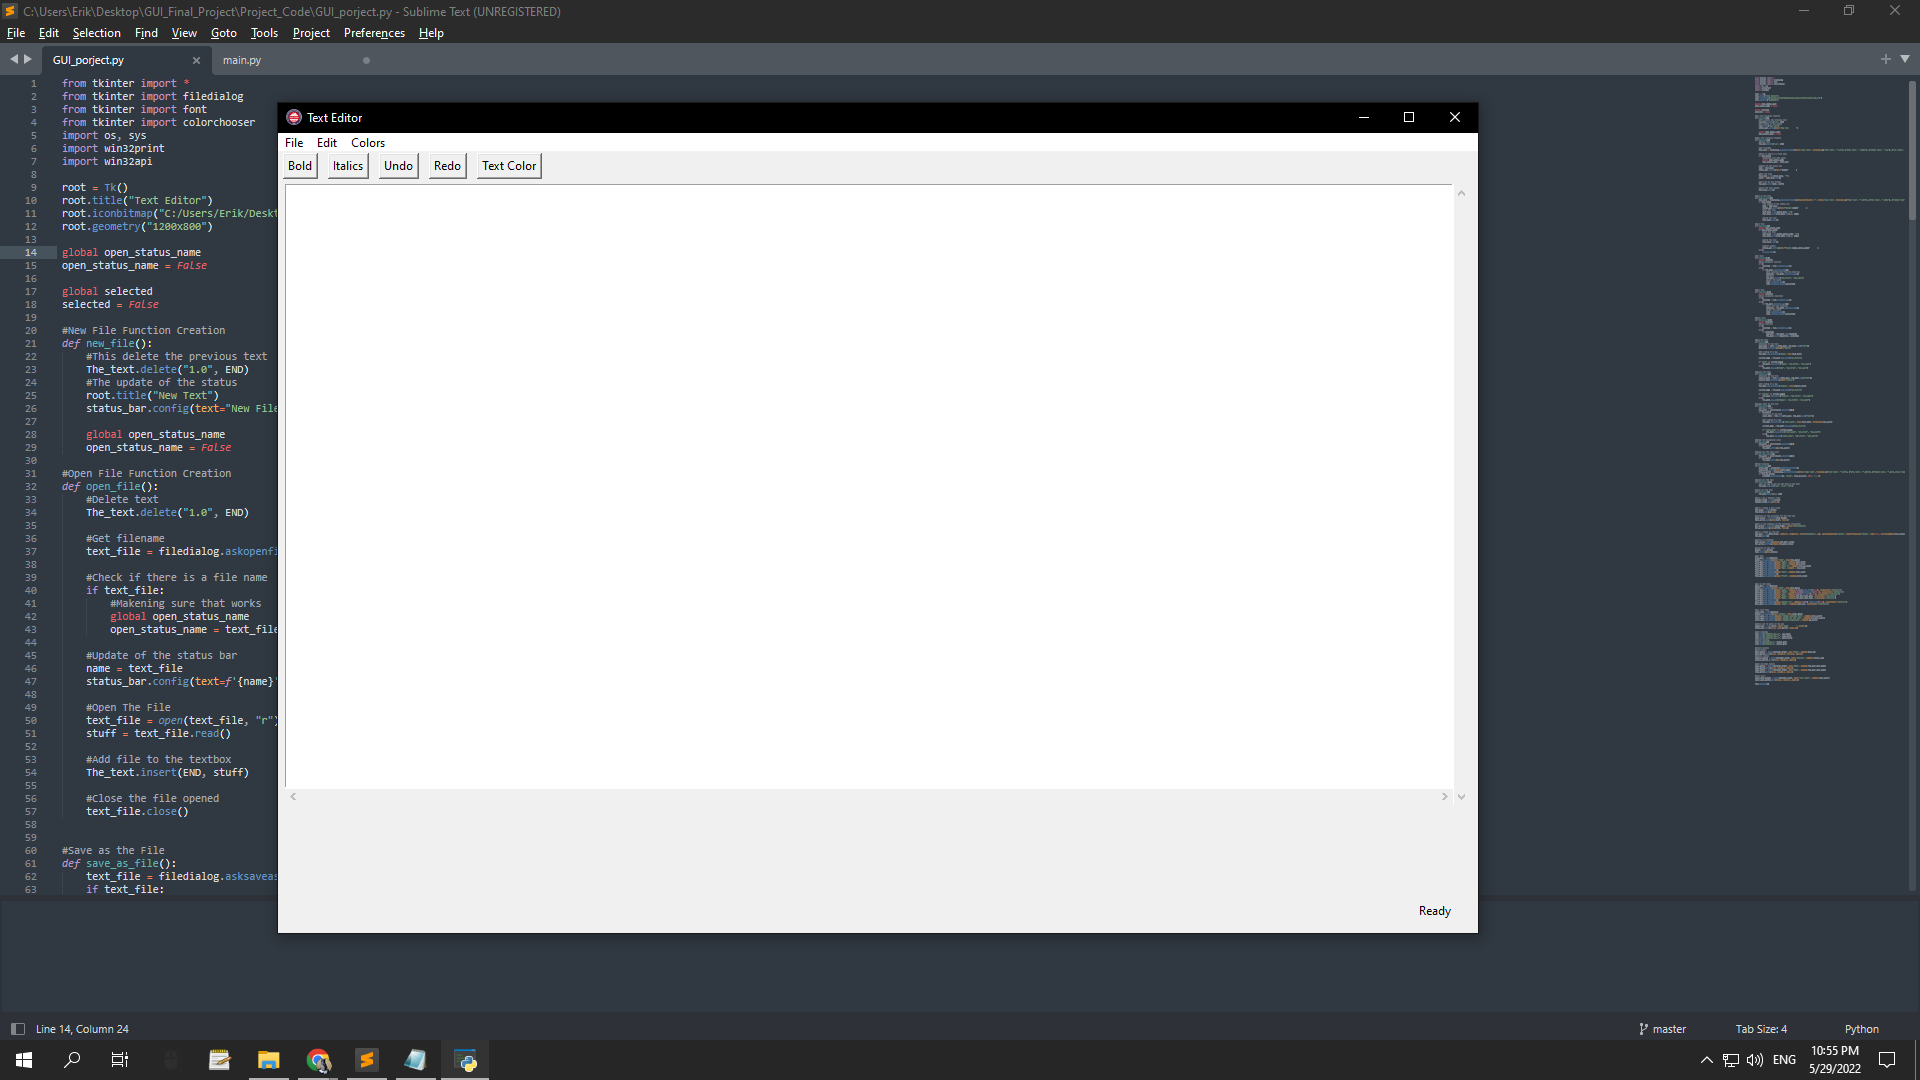 C:\Users\Erik\Desktop\GUI_Final_Project\Project_Code\GUI_porject.py - Sublime Text (UNREGISTERED)
File Edit Selection Find View Goto Tools Project Preferences Help
GUI_porject.py × main.py
1 from tkinter import *
2 from tkinter import filedialog
3 from tkinter import font
4 from tkinter import colorchooser
5 import os, sys
6 import win32print
7 import win32api
8
9 root = Tk()
10 root.title("Text Editor")
11 root.iconbitmap("C:/Users/Erik/Deskt
12 root.geometry("1200x800")
13
14 global open_status_name
15 open_status_name = False
16
17 global selected
18 selected = False
19
20 #New File Function Creation
21 def new_file():
22 #This delete the previous text
23 The_text.delete("1.0", END)
24 #The update of the status
25 root.title("New Text")
26 status_bar.config(text="New File
27
28 global open_status_name
29 open_status_name = False
30
31 #Open File Function Creation
32 def open_file():
33 #Delete text
34 The_text.delete("1.0", END)
35
36 #Get filename
37 text_file = filedialog.askopenfi
38
39 #Check if there is a file name
40 if text_file:
41 #Makening sure that works
42 global open_status_name
43 open_status_name = text_file
44
45 #Update of the status bar
46 name = text_file
47 status_bar.config(text=f'{name}'
48
49 #Open The File
50 text_file = open(text_file, "r")
51 stuff = text_file.read()
52
53 #Add file to the textbox
54 The_text.insert(END, stuff)
55
56 #Close the file opened
57 text_file.close()
58
59
60 #Save as the File
61 def save_as_file():
62 text_file = filedialog.asksaveas
63 if text_file:
Text Editor
File Edit Colors
Bold Italics Undo Redo Text Color
Ready
Line 14, Column 24 master Tab Size: 4 Python
ENG 10:55 PM
5/29/2022